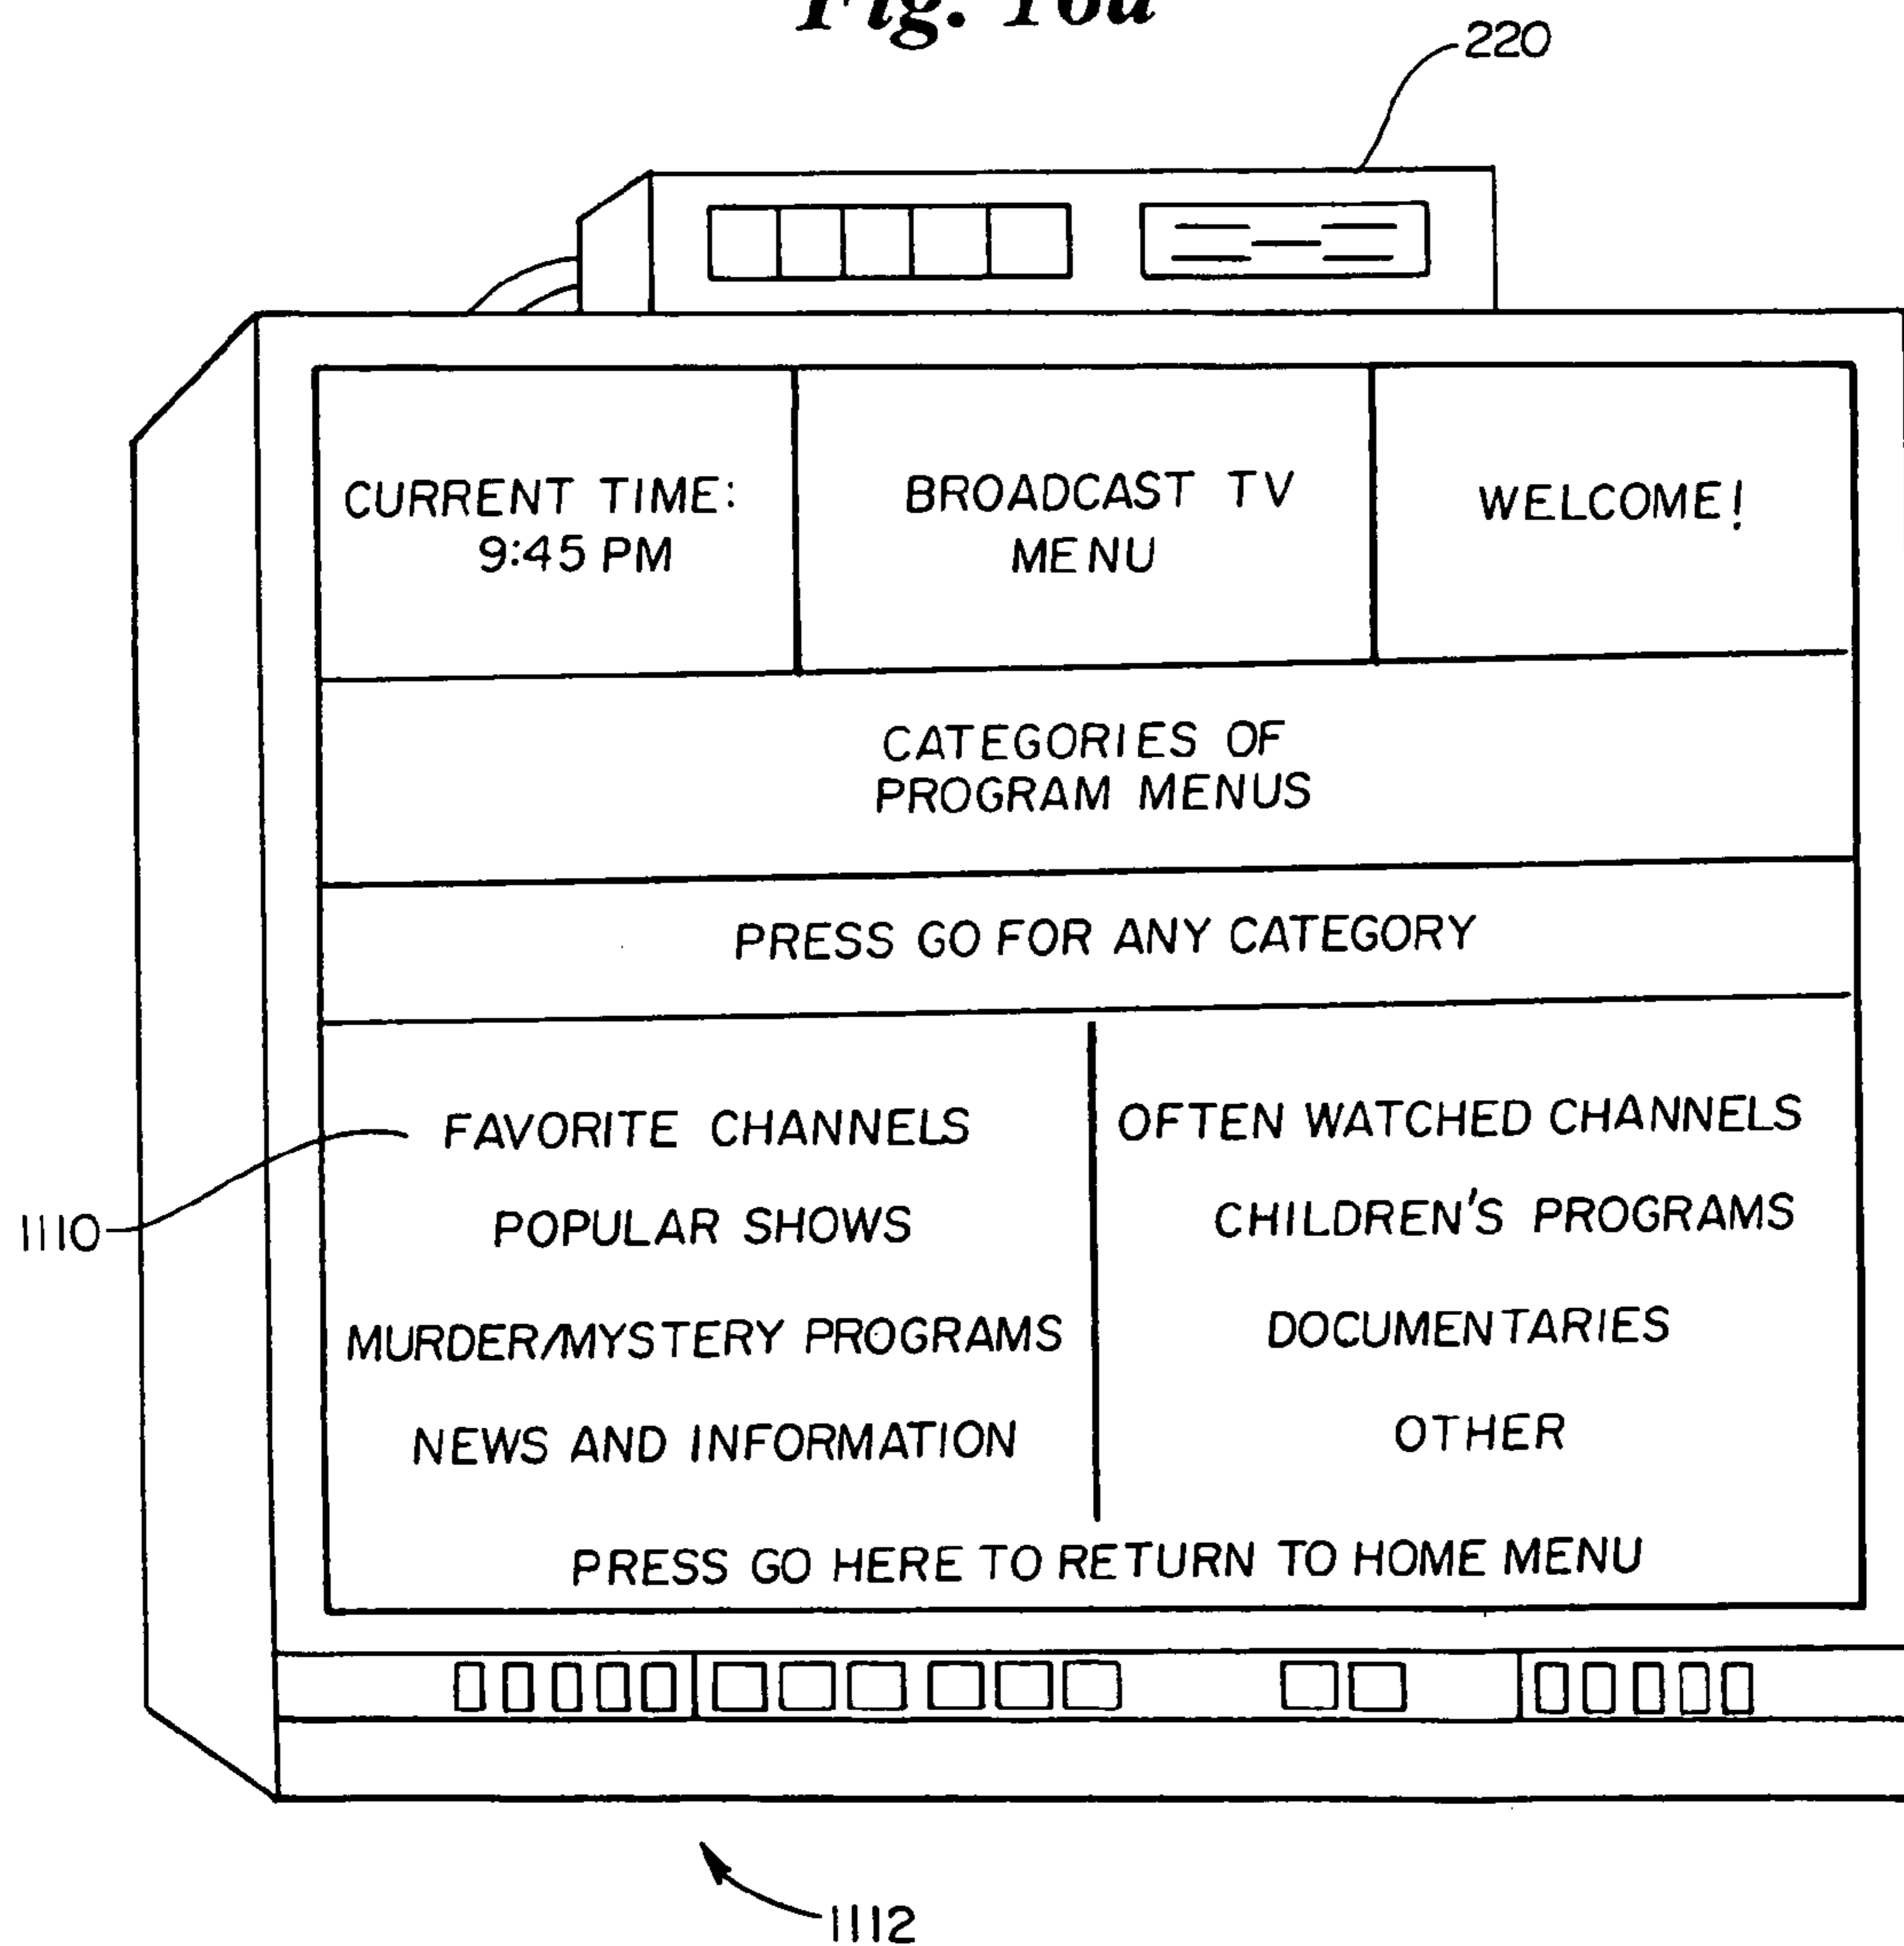 Fig. 16a
220
CURRENT TIME:
9:45 PM
BROADCAST TV
MENU
WELCOME!
CATEGORIES OF
PROGRAM MENUS
PRESS GO FOR ANY CATEGORY
FAVORITE CHANNELS
OFTEN WATCHED CHANNELS
1110
POPULAR SHOWS
CHILDREN'S PROGRAMS
MURDER/MYSTERY PROGRAMS
DOCUMENTARIES
NEWS AND INFORMATION
OTHER
PRESS GO HERE TO RETURN TO HOME MENU
1112